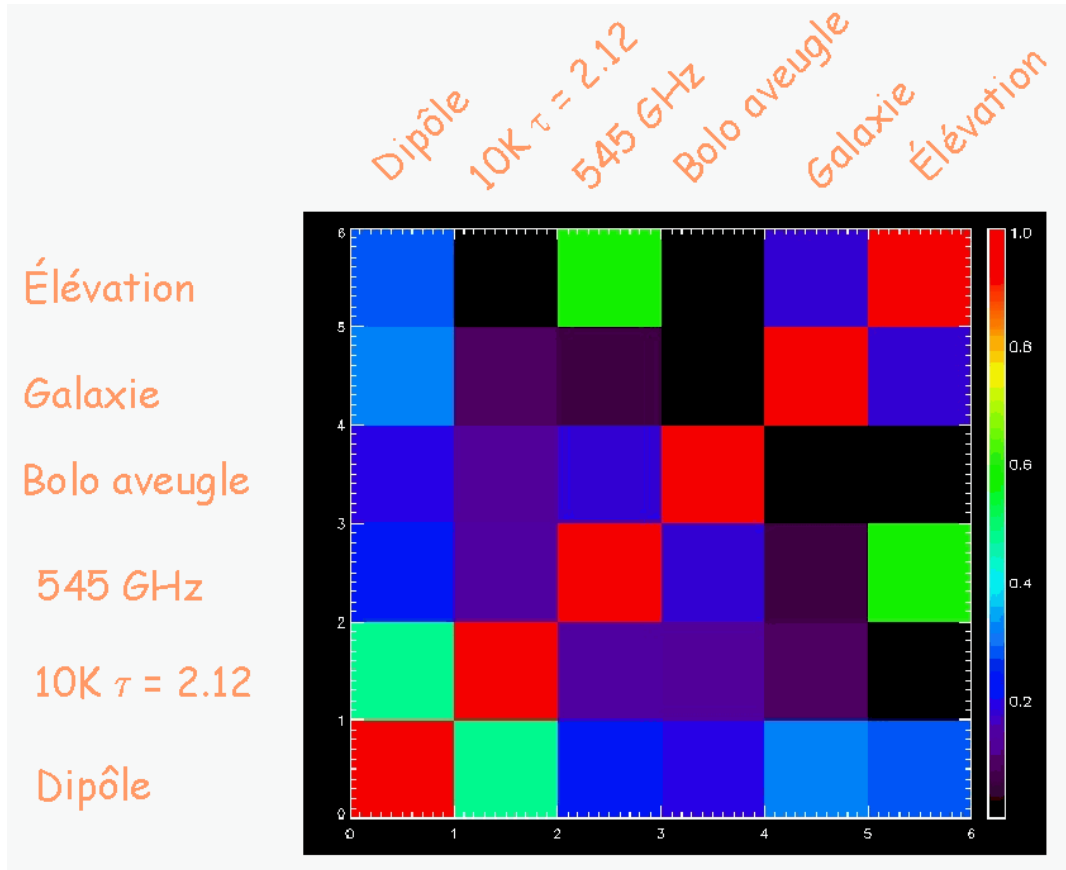 Dipôle
10K τ = 2.12
545 GHz
Bolo aveugle
Galaxie
Élévation
Élévation
Galaxie
Bolo aveugle
545 GHz
10K τ = 2.12
Dipôle
6
5
4
3
2
1
0
0 1 2 3 4 5 6
1.0
0.8
0.6
0.4
0.2